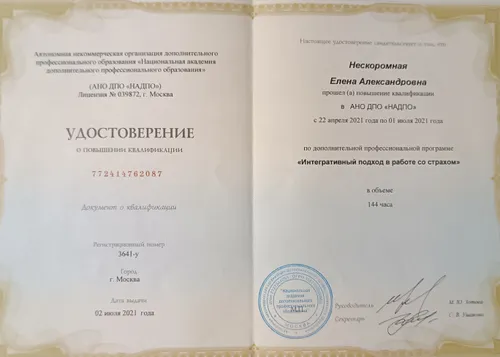 Автономная некоммерческая организация дополнительного
профессионального образования «Национальная академия
дополнительного профессионального образования»
(АНО ДПО «НАДПО»)
Лицензия № 039872, г. Москва
УДОСТОВЕРЕНИЕ
О ПОВЫШЕНИИ КВАЛИФИКАЦИИ
772414762087
Документ о квалификации
Регистрационный номер
3641-у
Город
г. Москва
Дата выдачи
02 июля 2021 года
Настоящее удостоверение свидетельствует о том, что
Нескоромная
Елена Александровна
прошел (а) повышение квалификации
в АНО ДПО «НАДПО»
с 22 апреля 2021 года по 01 июля 2021 года
по дополнительной профессиональной программе
«Интегративный подход в работе со страхом»
в объеме
144 часа
Руководитель
Секретарь